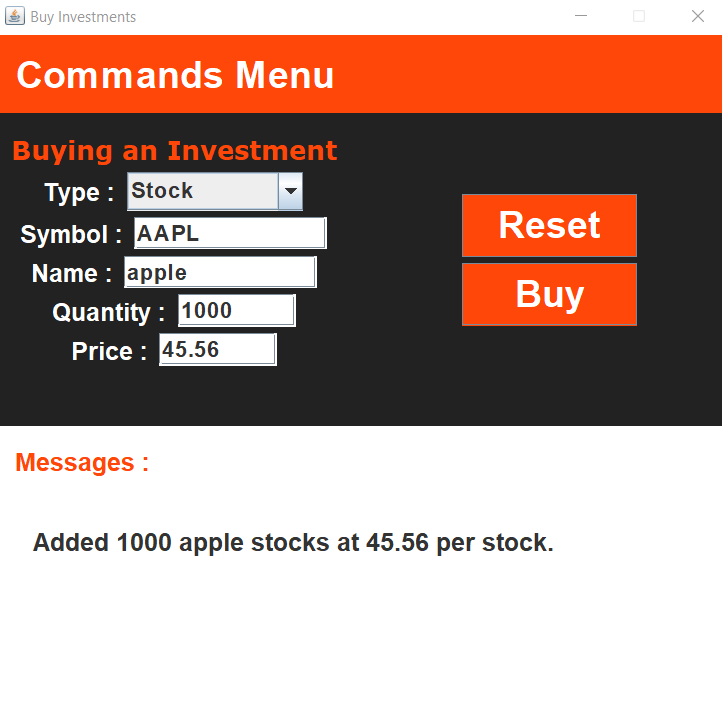 Buy Investments
Commands Menu
Buying an Investment
Type : Stock
Symbol : AAPL
Name : apple
Quantity : 1000
Price : 45.56
Reset
Buy
Messages :
Added 1000 apple stocks at 45.56 per stock.